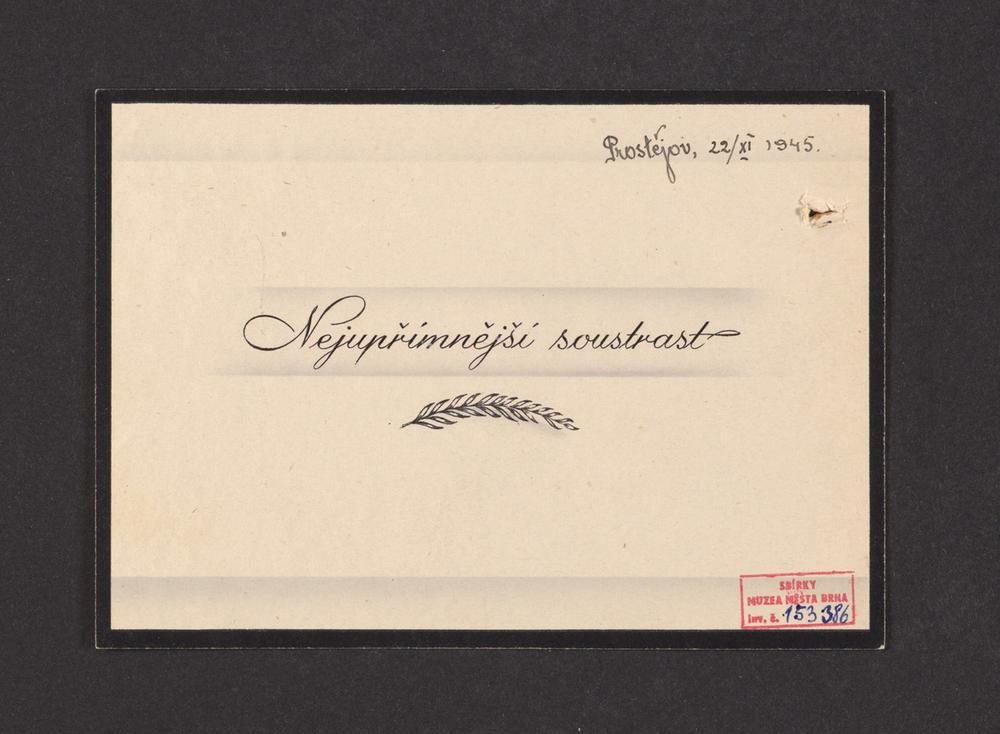 Prostějov, 22/XI 1945.
Nejupřímnější soustrast
SBÍRKY
MUZEA MĚSTA BRNA
inv. č. 153 386